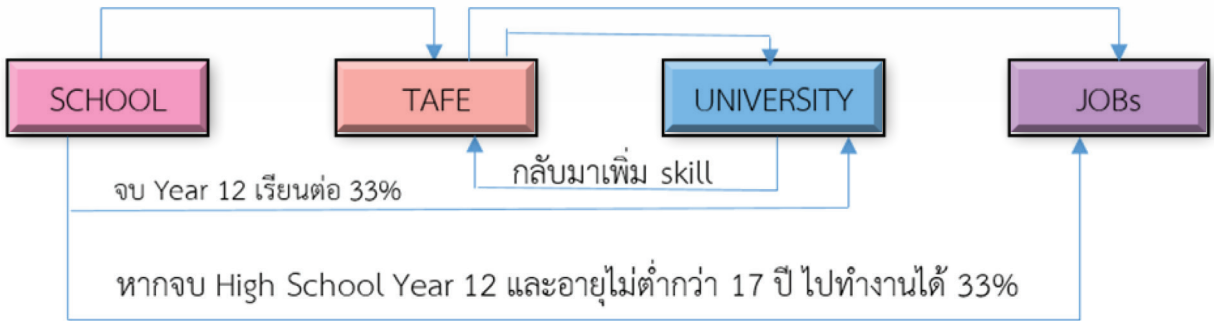 SCHOOL
TAFE
UNIVERSITY
JOBs
กลับมาเพิ่ม skill
จบ Year 12 เรียนต่อ 33%
หากจบ High School Year 12 และอายุไม่ต่ำกว่า 17 ปี ไปทำงานได้ 33%